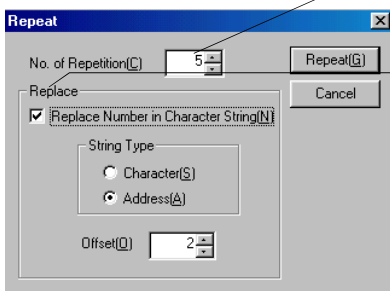 Repeat
No. of Repetition(C) 5 Repeat(G)
Replace Cancel
Replace Number in Character String(N)
String Type
Character(S)
Address(A)
Offset(O) 2